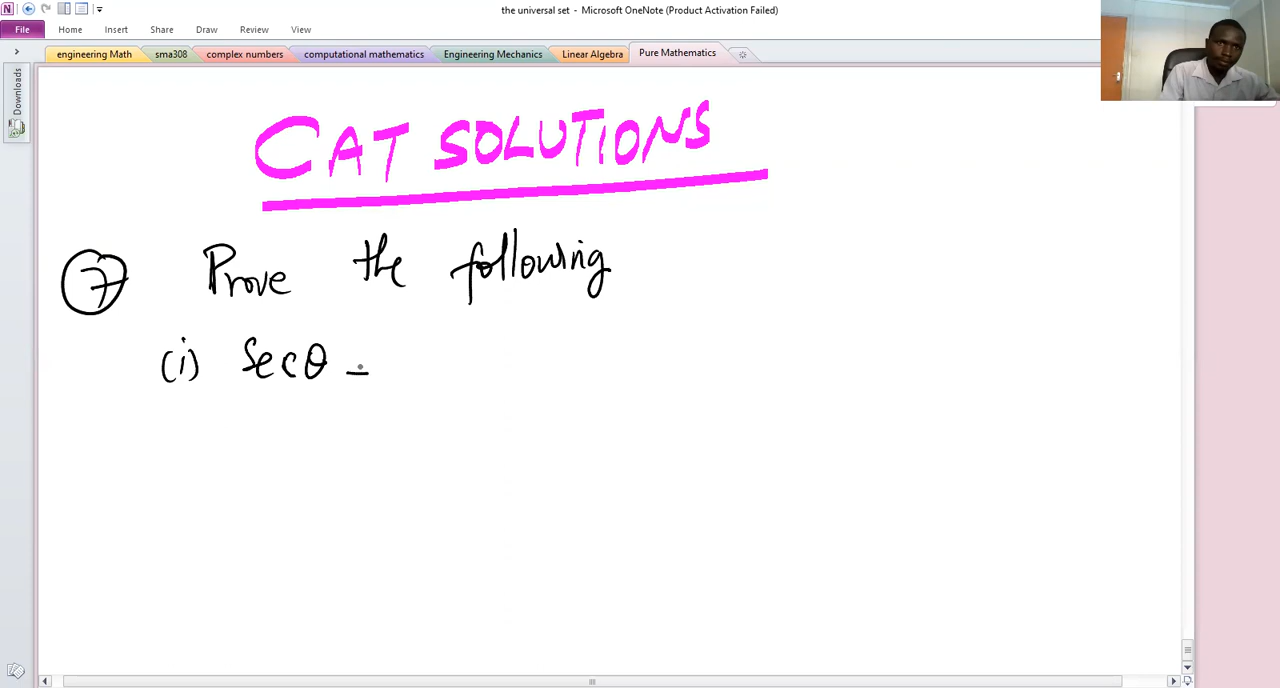 the universal set - Microsoft OneNote (Product Activation Failed)
File Home Insert Share Draw Review View
engineering Math sma308 complex numbers computational mathematics Engineering Mechanics Linear Algebra Pure Mathematics
Downloads
CAT SOLUTIONS
7 Prove the following
(i) Secθ =